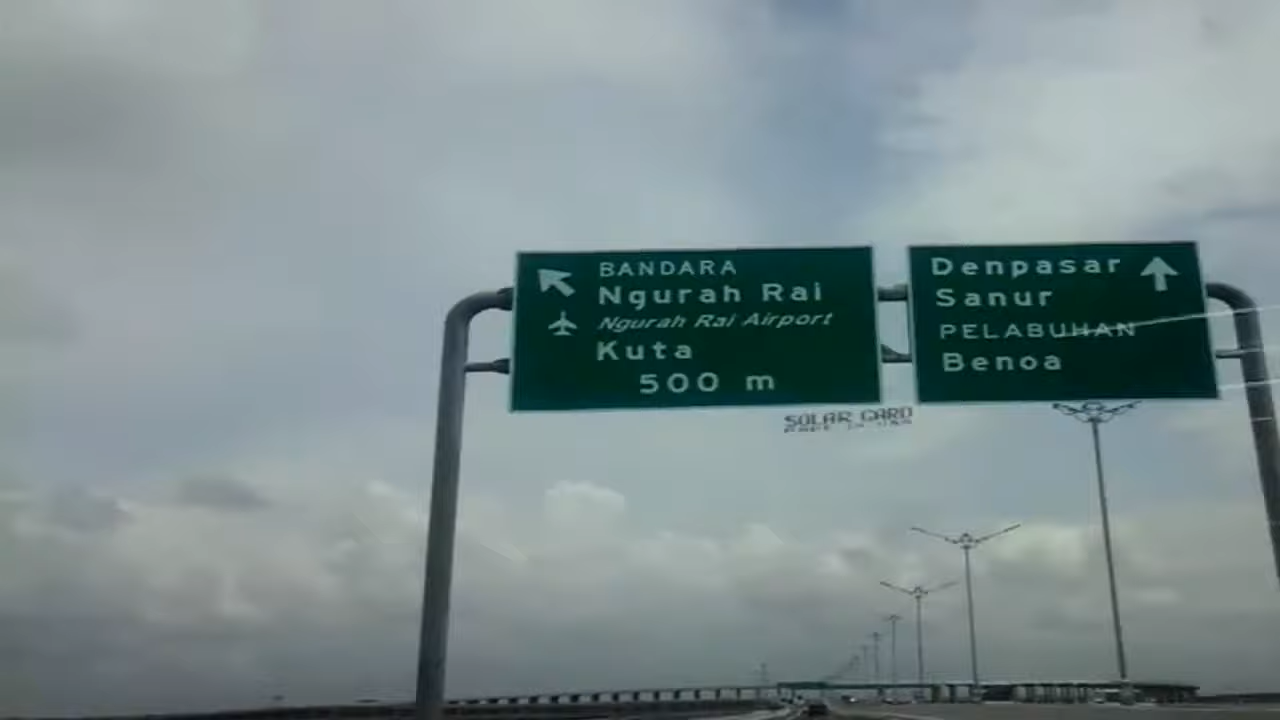 BANDARA
Ngurah Rai
Ngurah Rai Airport
Kuta
500 m
Denpasar
Sanur
PELABUHAN
Benoa
SOLAR GARD